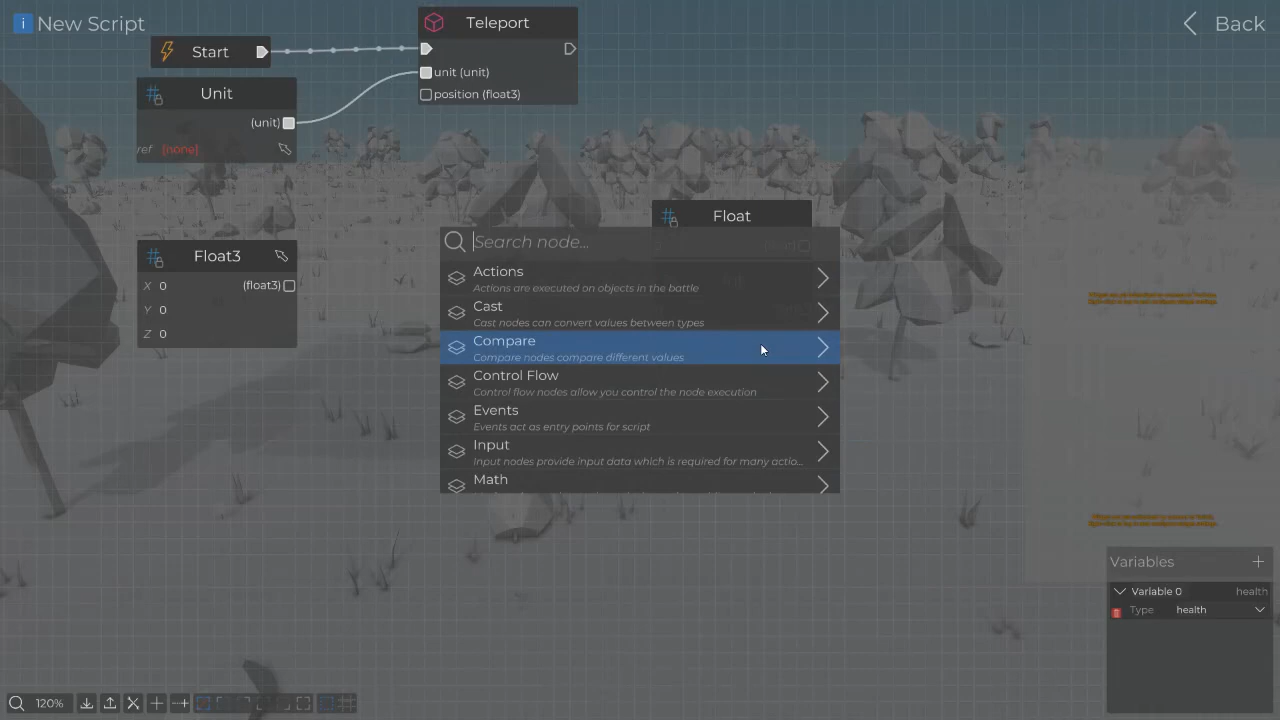 i New Script
Back
Start
Teleport
unit (unit)
position (float3)
Unit
(unit)
ref [none]
Float
Float3
X 0
(float3)
Y 0
Z 0
Search node...
Actions
Actions are executed on objects in the battle
Cast
Cast nodes can convert values between types
Compare
Compare nodes compare different values
Control Flow
Control flow nodes allow you control the node execution
Events
Events act as entry points for script
Input
Input nodes provide input data which is required for many actio...
Math
Variables
Variable 0 health
Type health
120%